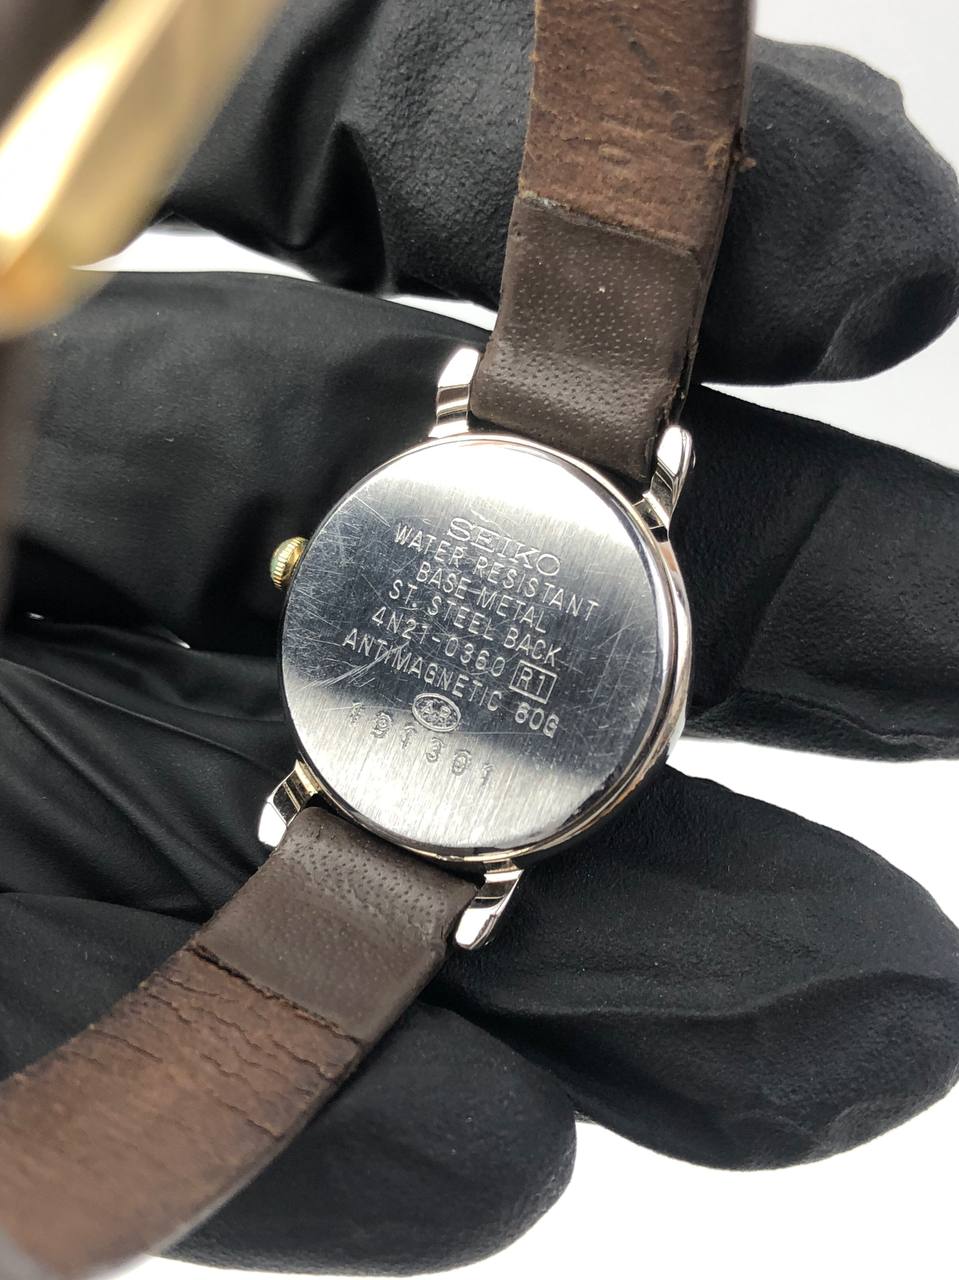 SEIKO
WATER RESISTANT
BASE METAL
ST. STEEL BACK
4N21-0360 R1
ANTIMAGNETIC 60G